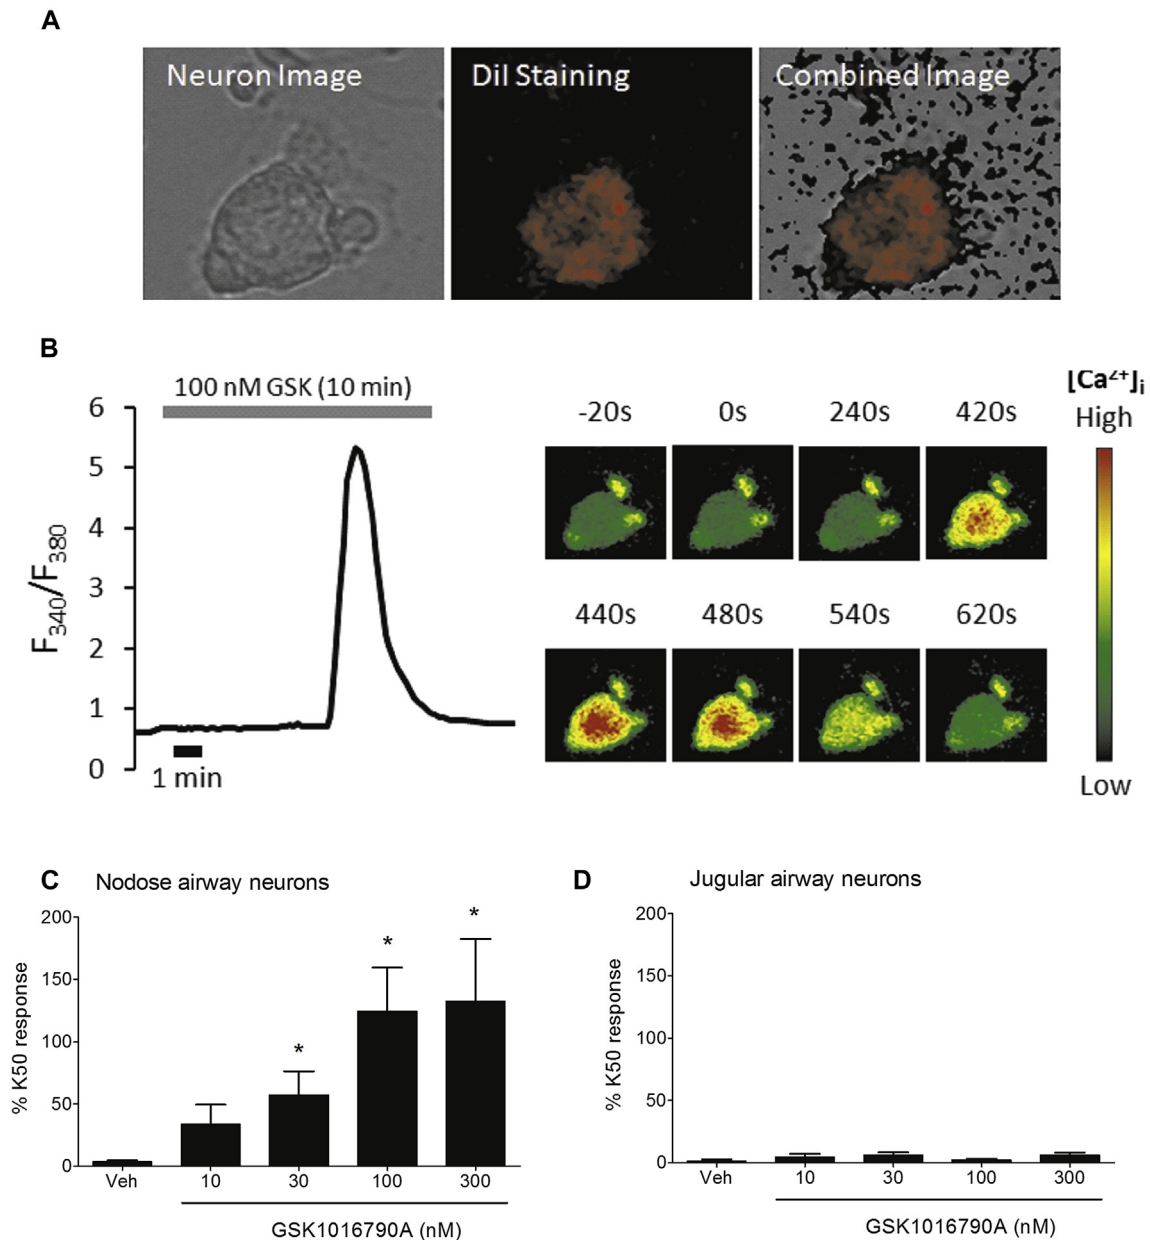 A
Neuron Image
DiI Staining
Combined Image
B
100 nM GSK (10 min)
6
5
4
3
2
1
0
F340/F380
1 min
-20s
0s
240s
420s
440s
480s
540s
620s
[Ca²⁺]i
High
Low
C
Nodose airway neurons
200
150
100
50
0
% K50 response
*
*
*
Veh
10
30
100
300
GSK1016790A (nM)
D
Jugular airway neurons
200
150
100
50
0
% K50 response
Veh
10
30
100
300
GSK1016790A (nM)